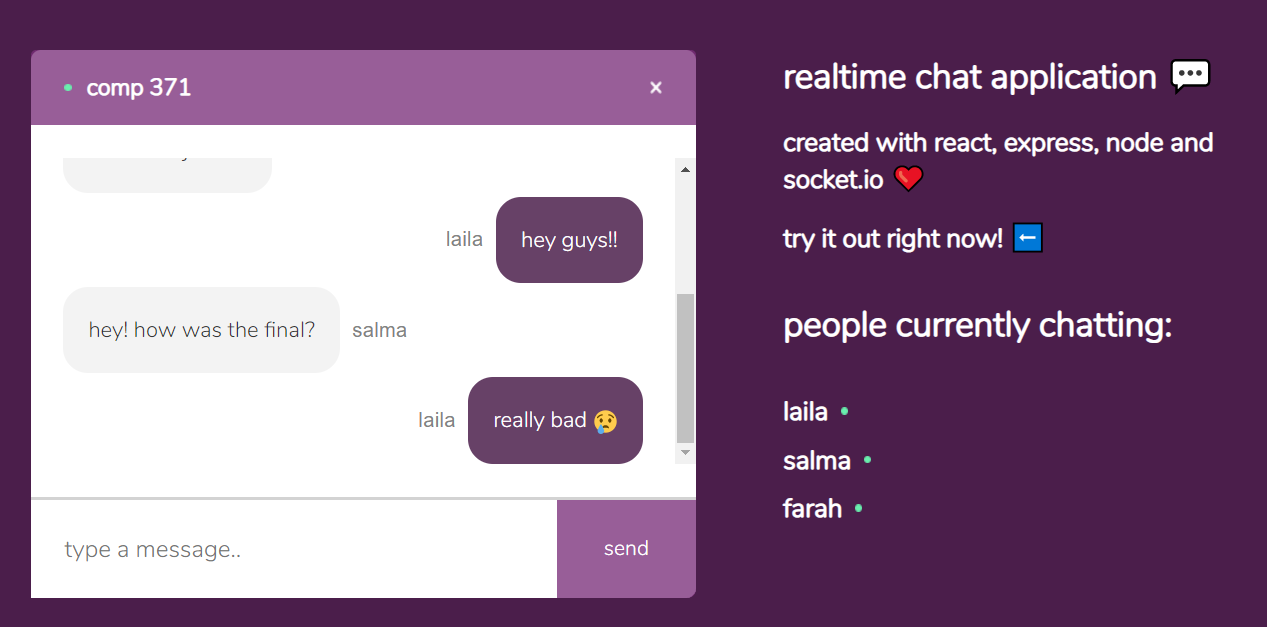 comp 371
laila
hey guys!!
hey! how was the final?
salma
laila
really bad 😢
type a message..
send
realtime chat application 💬
created with react, express, node and
socket.io ❤️
try it out right now! ⬅️
people currently chatting:
laila
salma
farah